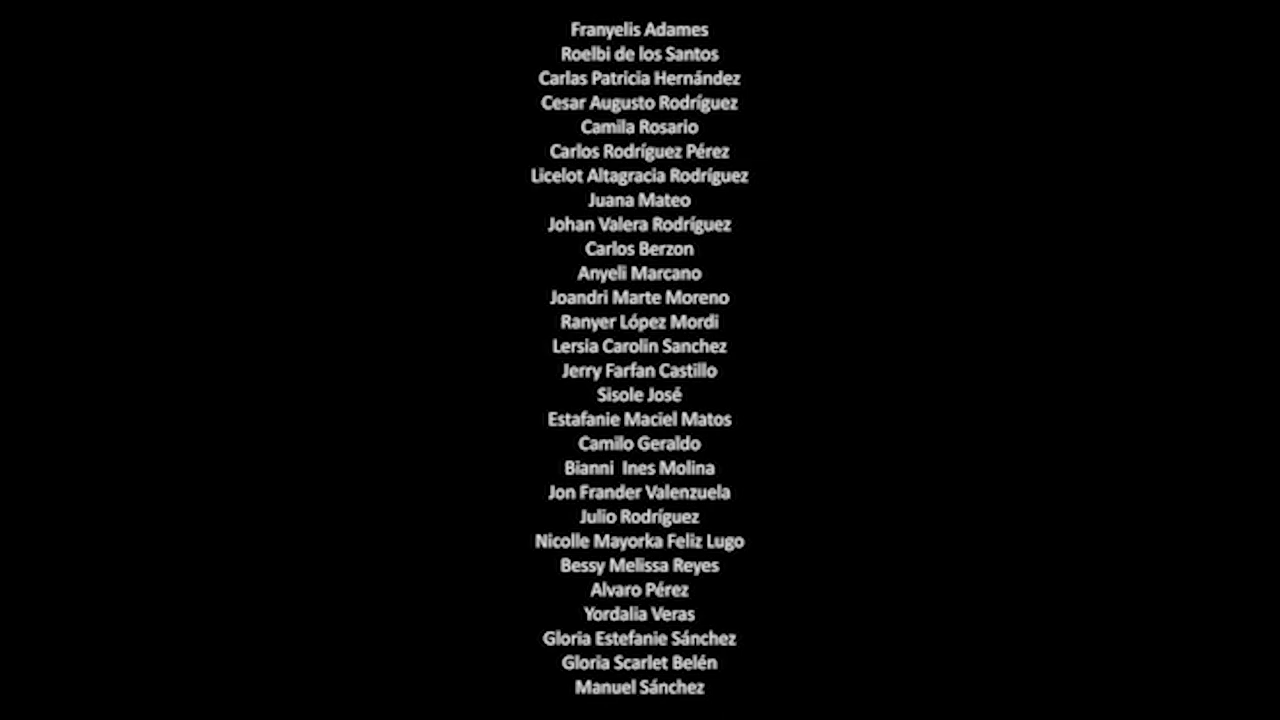 Franyelis Adames
Roelbi de los Santos
Carlas Patricia Hernández
Cesar Augusto Rodríguez
Camila Rosario
Carlos Rodríguez Pérez
Licelot Altagracia Rodríguez
Juana Mateo
Johan Valera Rodríguez
Carlos Berzon
Anyeli Marcano
Joandri Marte Moreno
Ranyer López Mordi
Lersia Carolin Sanchez
Jerry Farfan Castillo
Sisole José
Estafanie Maciel Matos
Camilo Geraldo
Bianni  Ines Molina
Jon Frander Valenzuela
Julio Rodríguez
Nicolle Mayorka Feliz Lugo
Bessy Melissa Reyes
Alvaro Pérez
Yordalia Veras
Gloria Estefanie Sánchez
Gloria Scarlet Belén
Manuel Sánchez